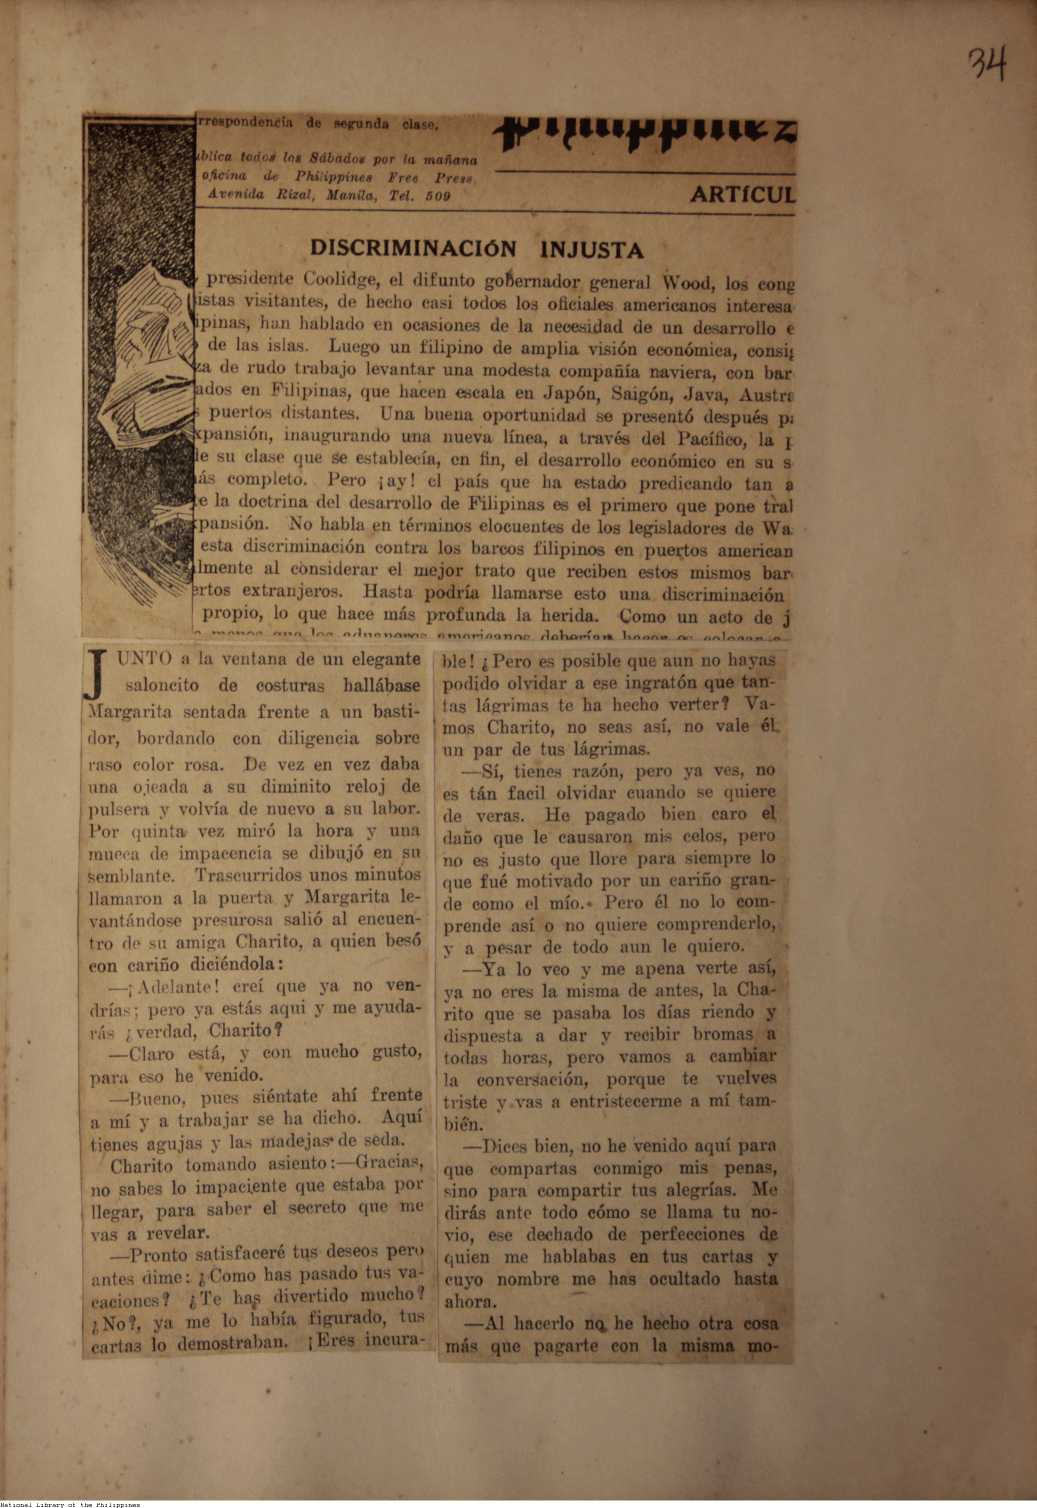 34
rrespondencia de segunda clase,
ublica todos los Sábados por la mañana
oficina de Philippines Free Press,
Avenida Rizal, Manila, Tel. 509
ARTÍCUL
DISCRIMINACIÓN INJUSTA
presidente Coolidge, el difunto gobernador general Wood, los cong
istas visitantes, de hecho casi todos los oficiales americanos interesa
ipinas, han hablado en ocasiones de la necesidad de un desarrollo e
de las islas. Luego un filipino de amplia visión económica, consig
za de rudo trabajo levantar una modesta compañía naviera, con bar
ados en Filipinas, que hacen escala en Japón, Saigón, Java, Austra
s puertos distantes. Una buena oportunidad se presentó después pa
xpansión, inaugurando una nueva línea, a través del Pacífico, la p
de su clase que se establecía, en fin, el desarrollo económico en su s
ás completo. Pero ¡ay! el país que ha estado predicando tan a
te la doctrina del desarrollo de Filipinas es el primero que pone tral
xpansión. No habla en términos elocuentes de los legisladores de Wa
esta discriminación contra los barcos filipinos en puertos american
lmente al considerar el mejor trato que reciben estos mismos bar
ertos extranjeros. Hasta podría llamarse esto una discriminación
propio, lo que hace más profunda la herida. Como un acto de j
JUNTO a la ventana de un elegante
saloncito de costuras hallábase
Margarita sentada frente a un basti-
dor, bordando con diligencia sobre
raso color rosa. De vez en vez daba
una ojeada a su diminito reloj de
pulsera y volvía de nuevo a su labor.
Por quinta vez miró la hora y una
mueca de impacencia se dibujó en su
semblante. Trascurridos unos minutos
llamaron a la puerta y Margarita le-
vantándose presurosa salió al encuen-
tro de su amiga Charito, a quien besó
con cariño diciéndola:
—¡Adelante! creí que ya no ven-
drías; pero ya estás aqui y me ayuda-
rás ¿verdad, Charito?
—Claro está, y con mucho gusto,
para eso he venido.
—Bueno, pues siéntate ahí frente
a mí y a trabajar se ha dicho. Aquí
tienes agujas y las madejas de seda.
Charito tomando asiento:—Gracias,
no sabes lo impaciente que estaba por
llegar, para saber el secreto que me
vas a revelar.
—Pronto satisfaceré tus deseos pero
antes dime: ¿Como has pasado tus va-
caciones? ¿Te has divertido mucho?
¿No?, ya me lo había figurado, tus
cartas lo demostraban. ¡Eres incura-
ble! ¿Pero es posible que aun no hayas
podido olvidar a ese ingratón que tan-
tas lágrimas te ha hecho verter? Va-
mos Charito, no seas así, no vale él
un par de tus lágrimas.
—Sí, tienes razón, pero ya ves, no
es tán facil olvidar cuando se quiere
de veras. He pagado bien caro el
daño que le causaron mis celos, pero
no es justo que llore para siempre lo
que fué motivado por un cariño gran-
de como el mío. Pero él no lo com-
prende así o no quiere comprenderlo,
y a pesar de todo aun le quiero.
—Ya lo veo y me apena verte así,
ya no eres la misma de antes, la Cha-
rito que se pasaba los días riendo y
dispuesta a dar y recibir bromas a
todas horas, pero vamos a cambiar
la conversación, porque te vuelves
triste y vas a entristecerme a mí tam-
bién.
—Dices bien, no he venido aquí para
que compartas conmigo mis penas,
sino para compartir tus alegrías. Me
dirás ante todo cómo se llama tu no-
vio, ese dechado de perfecciones de
quien me hablabas en tus cartas y
cuyo nombre me has ocultado hasta
ahora.
—Al hacerlo no he hecho otra cosa
más que pagarte con la misma mo-
National Library of the Philippines